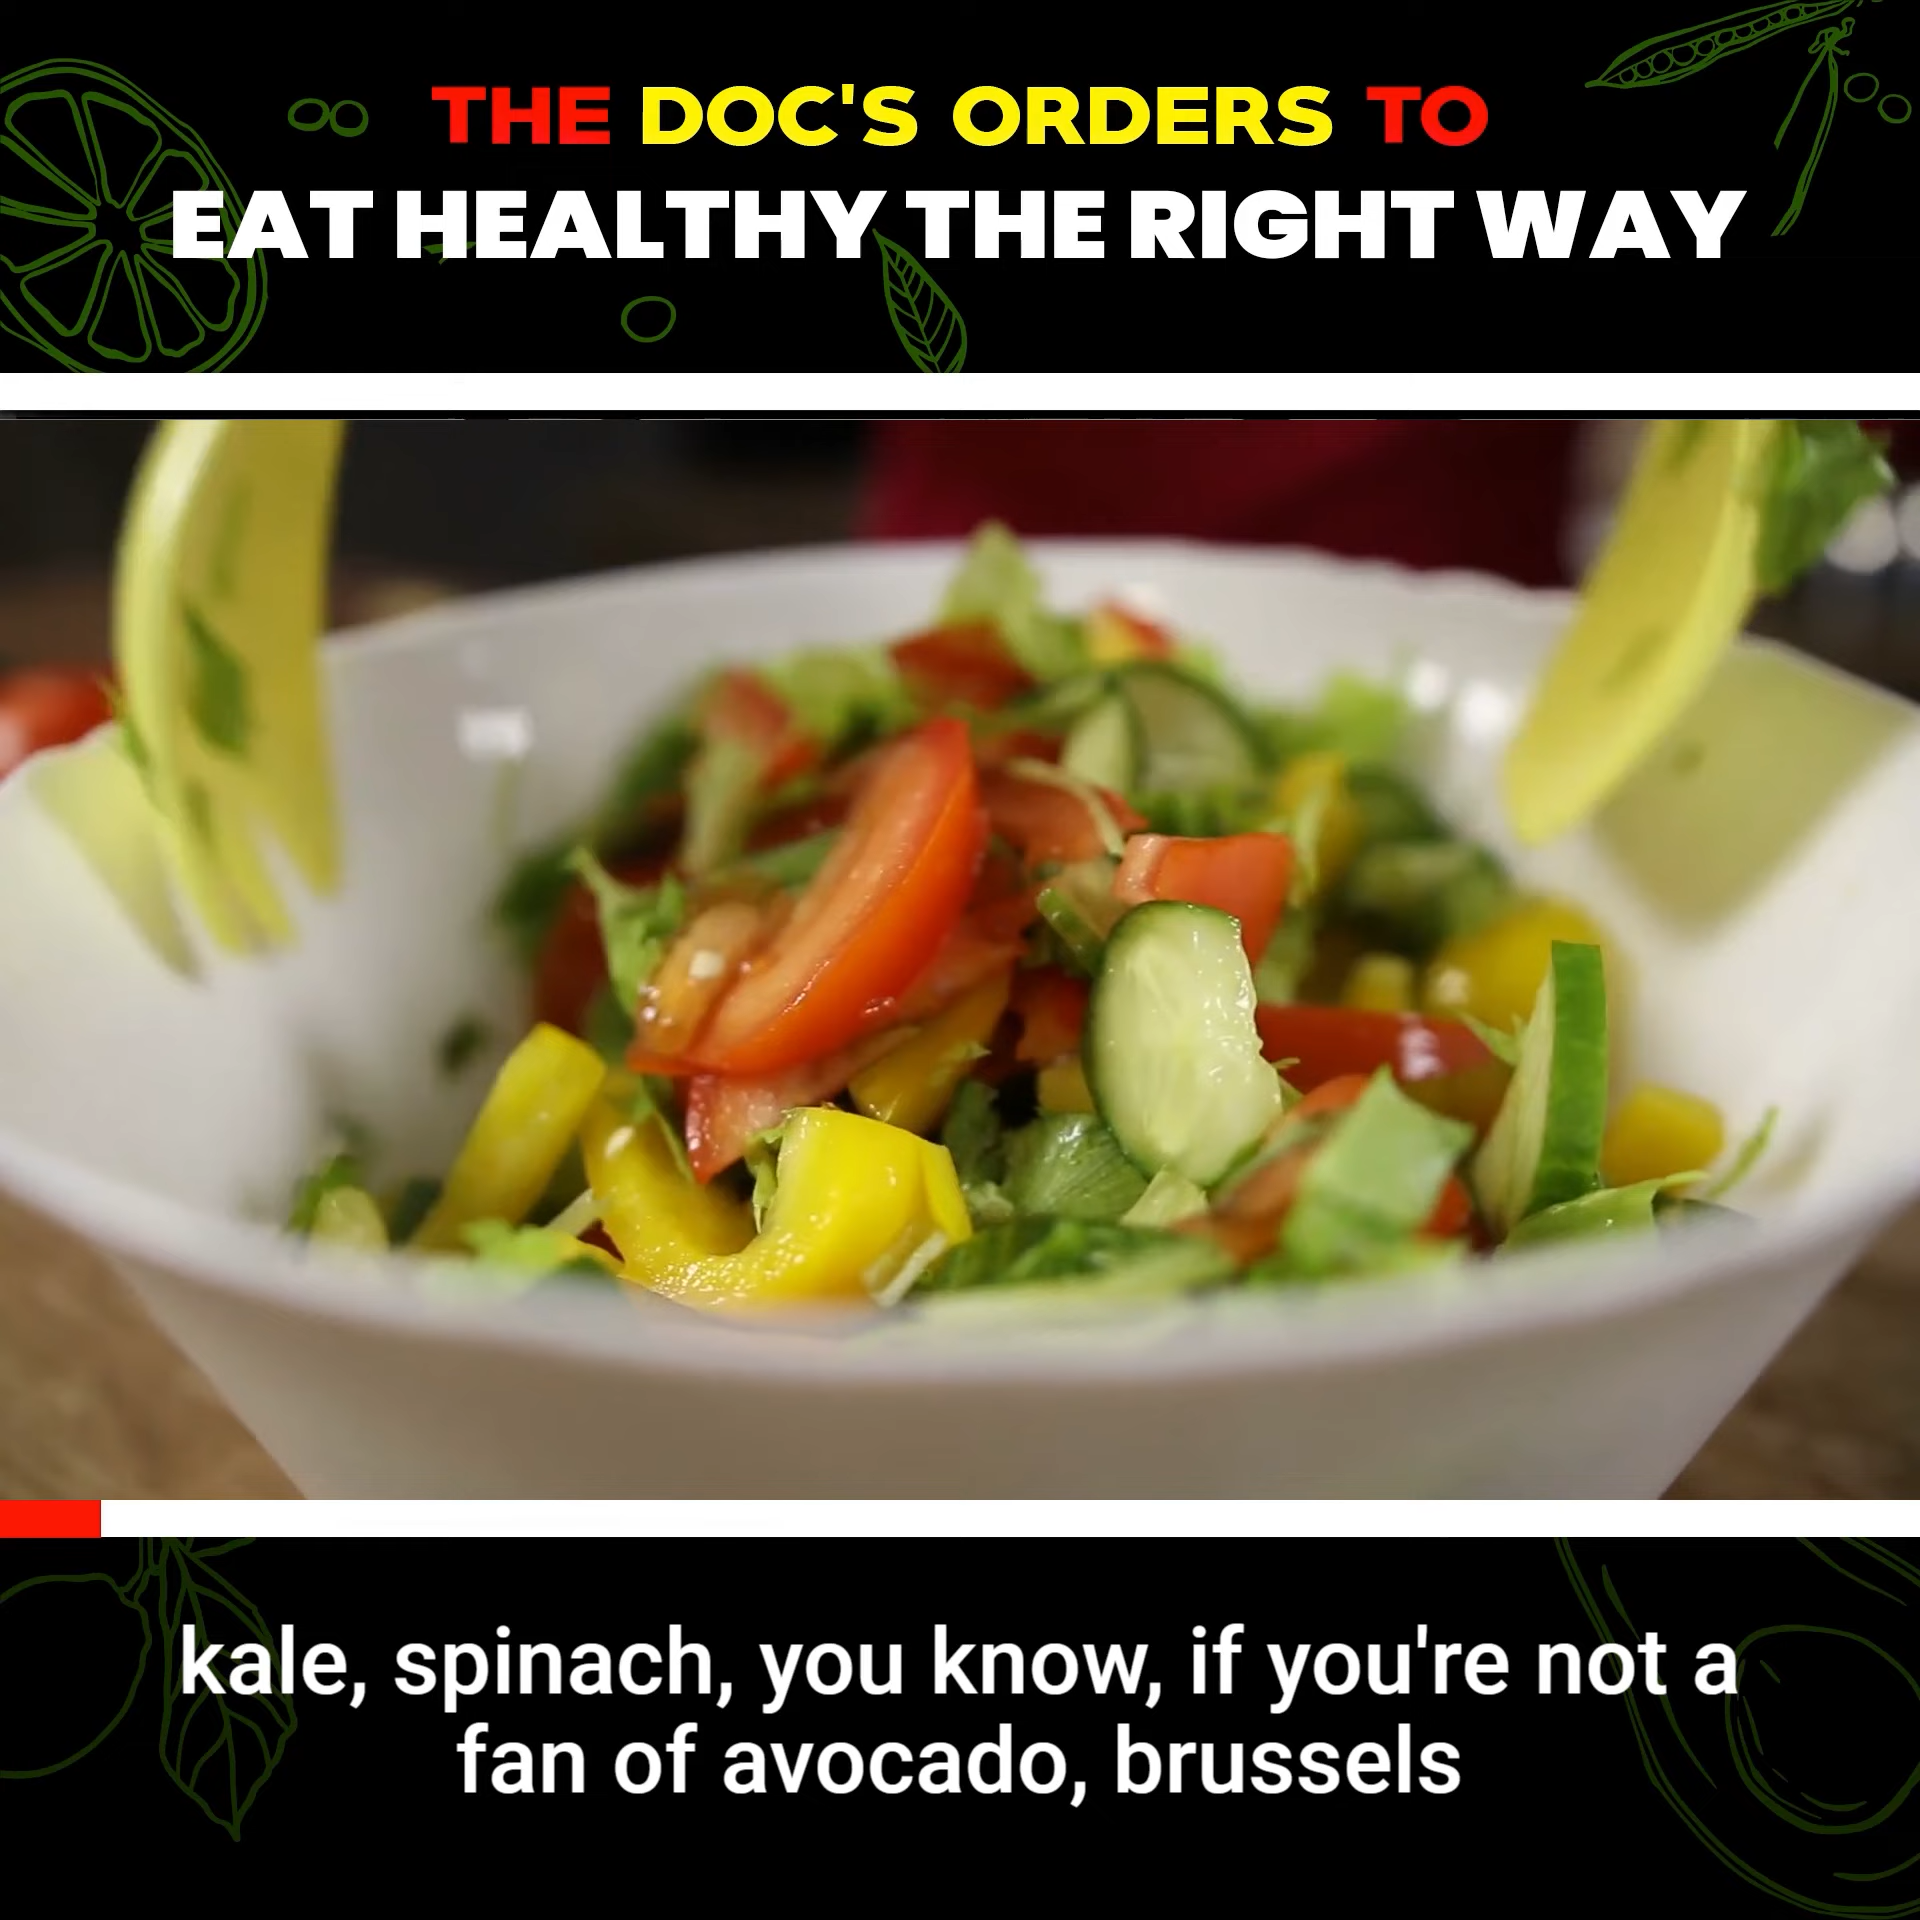 THE DOC'S ORDERS TO
EAT HEALTHY THE RIGHT WAY
kale, spinach, you know, if you're not a
fan of avocado, brussels